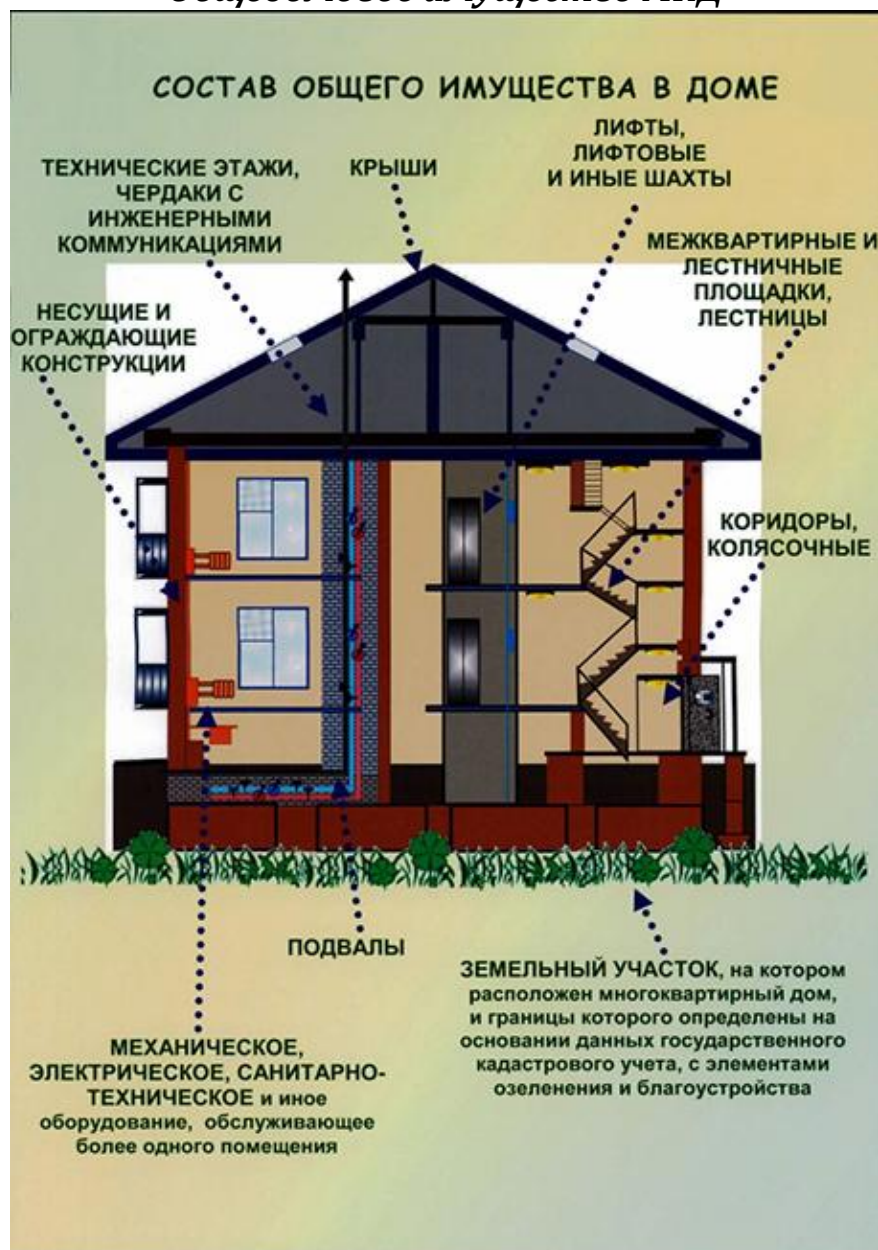 СОСТАВ ОБЩЕГО ИМУЩЕСТВА В ДОМЕ
ТЕХНИЧЕСКИЕ ЭТАЖИ,
ЧЕРДАКИ С
ИНЖЕНЕРНЫМИ
КОММУНИКАЦИЯМИ
КРЫШИ
ЛИФТЫ,
ЛИФТОВЫЕ
И ИНЫЕ ШАХТЫ
МЕЖКВАРТИРНЫЕ И
ЛЕСТНИЧНЫЕ
ПЛОЩАДКИ,
ЛЕСТНИЦЫ
НЕСУЩИЕ И
ОГРАЖДАЮЩИЕ
КОНСТРУКЦИИ
КОРИДОРЫ,
КОЛЯСОЧНЫЕ
ПОДВАЛЫ
ЗЕМЕЛЬНЫЙ УЧАСТОК, на котором
расположен многоквартирный дом,
и границы которого определены на
основании данных государственного
кадастрового учета, с элементами
озеленения и благоустройства
МЕХАНИЧЕСКОЕ,
ЭЛЕКТРИЧЕСКОЕ, САНИТАРНО-
ТЕХНИЧЕСКОЕ и иное
оборудование, обслуживающее
более одного помещения